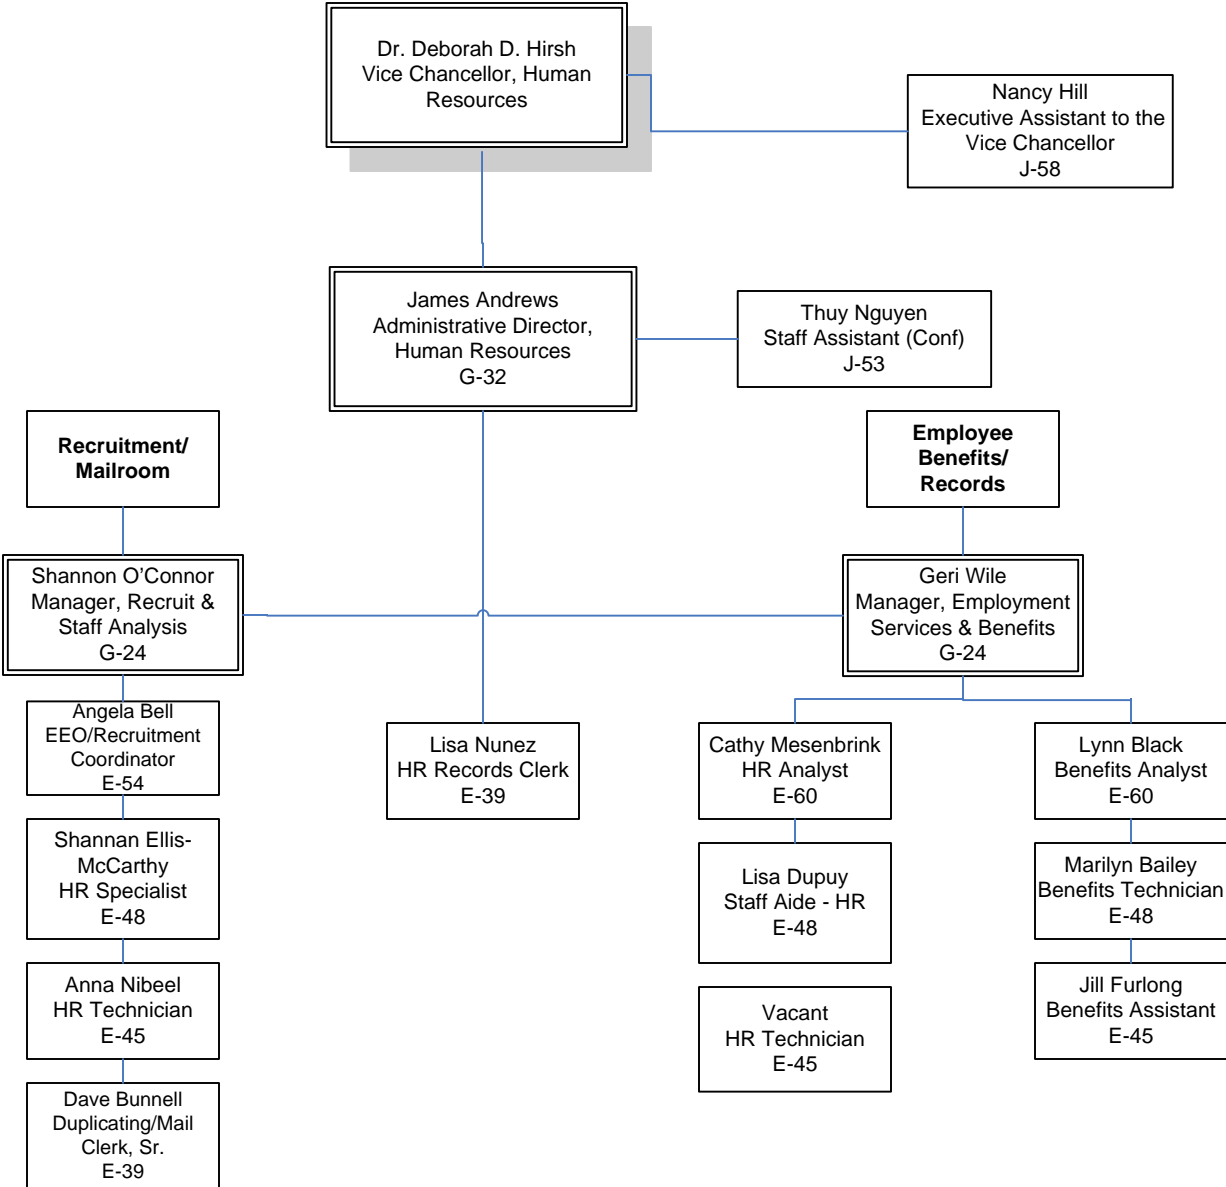 Dr. Deborah D. Hirsh
Vice Chancellor, Human
Resources
Nancy Hill
Executive Assistant to the
Vice Chancellor
J-58
James Andrews
Administrative Director,
Human Resources
G-32
Thuy Nguyen
Staff Assistant (Conf)
J-53
Recruitment/
Mailroom
Employee
Benefits/
Records
Shannon O’Connor
Manager, Recruit &
Staff Analysis
G-24
Geri Wile
Manager, Employment
Services & Benefits
G-24
Angela Bell
EEO/Recruitment
Coordinator
E-54
Lisa Nunez
HR Records Clerk
E-39
Cathy Mesenbrink
HR Analyst
E-60
Lynn Black
Benefits Analyst
E-60
Shannan Ellis-
McCarthy
HR Specialist
E-48
Lisa Dupuy
Staff Aide - HR
E-48
Marilyn Bailey
Benefits Technician
E-48
Anna Nibeel
HR Technician
E-45
Vacant
HR Technician
E-45
Jill Furlong
Benefits Assistant
E-45
Dave Bunnell
Duplicating/Mail
Clerk, Sr.
E-39